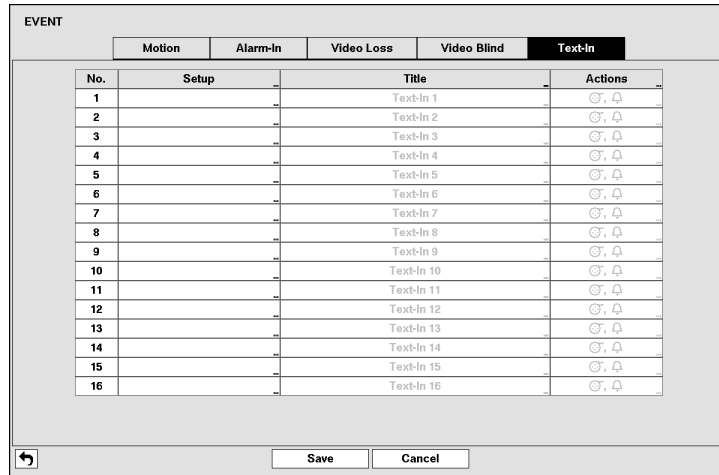 EVENT
Motion Alarm-In Video Loss Video Blind Text-In
No. Setup ... Title ... Actions ...
1 ... Text-In 1 ... , ...
2 ... Text-In 2 ... , ...
3 ... Text-In 3 ... , ...
4 ... Text-In 4 ... , ...
5 ... Text-In 5 ... , ...
6 ... Text-In 6 ... , ...
7 ... Text-In 7 ... , ...
8 ... Text-In 8 ... , ...
9 ... Text-In 9 ... , ...
10 ... Text-In 10 ... , ...
11 ... Text-In 11 ... , ...
12 ... Text-In 12 ... , ...
13 ... Text-In 13 ... , ...
14 ... Text-In 14 ... , ...
15 ... Text-In 15 ... , ...
16 ... Text-In 16 ... , ...
Save Cancel